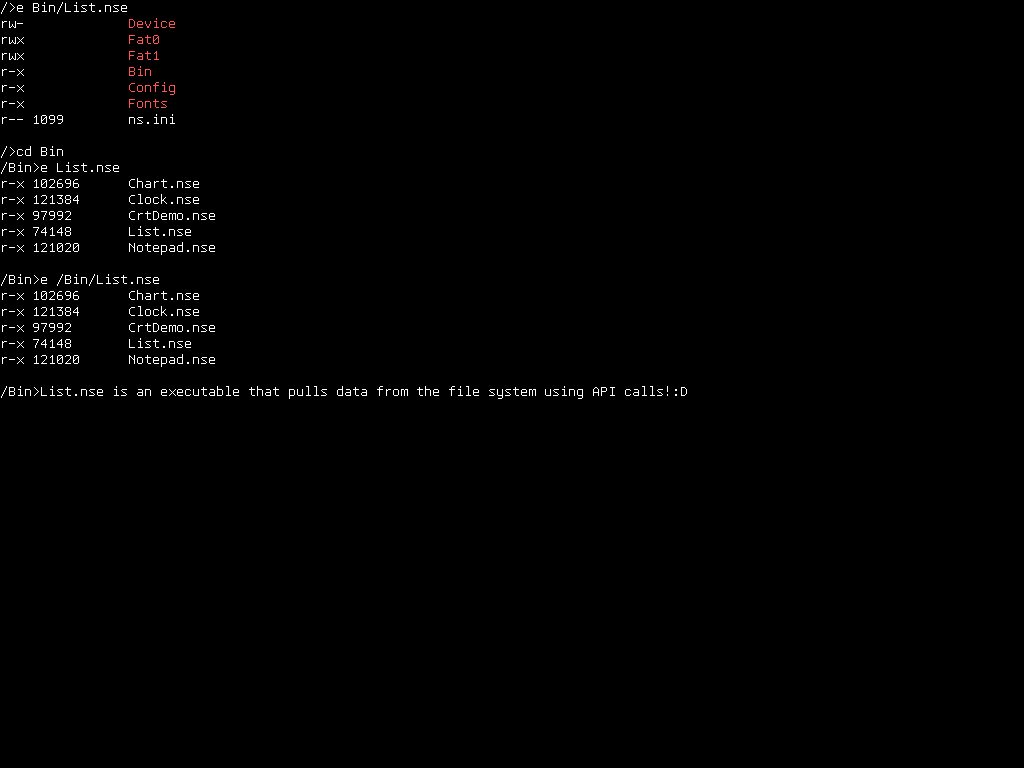 />e Bin/List.nse
rw-             Device
rwx             Fat0
rwx             Fat1
r-x             Bin
r-x             Config
r-x             Fonts
r-- 1099        ns.ini
/>cd Bin
/Bin>e List.nse
r-x 102696      Chart.nse
r-x 121384      Clock.nse
r-x 97992       CrtDemo.nse
r-x 74148       List.nse
r-x 121020      Notepad.nse
/Bin>e /Bin/List.nse
r-x 102696      Chart.nse
r-x 121384      Clock.nse
r-x 97992       CrtDemo.nse
r-x 74148       List.nse
r-x 121020      Notepad.nse
/Bin>List.nse is an executable that pulls data from the file system using API calls!:D